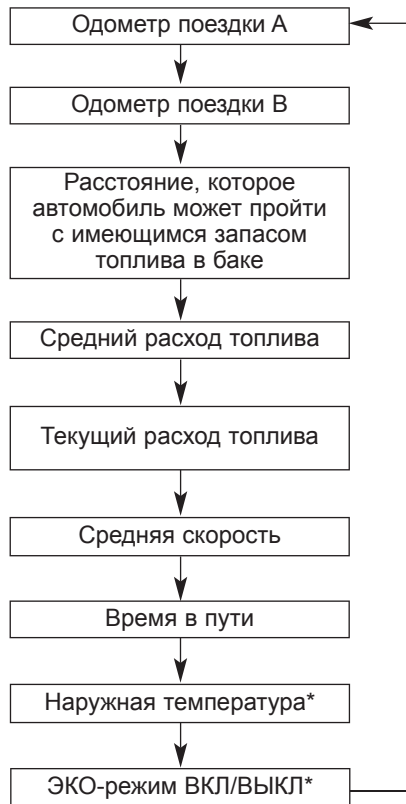 Одометр поездки А
Одометр поездки В
Расстояние, которое
автомобиль может пройти
с имеющимся запасом
топлива в баке
Средний расход топлива
Текущий расход топлива
Средняя скорость
Время в пути
Наружная температура*
ЭКО-режим ВКЛ/ВЫКЛ*